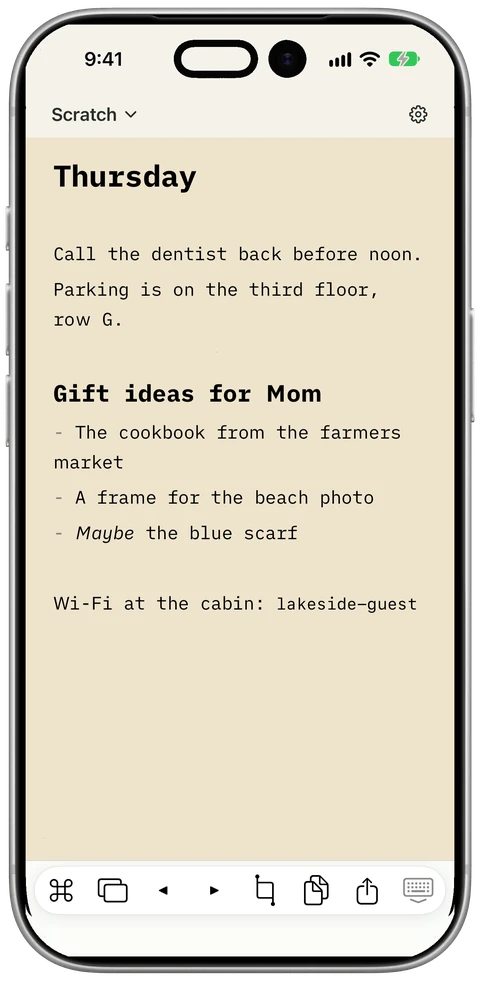 9:41
Scratch
Thursday
Call the dentist back before noon.
Parking is on the third floor,
row G.
Gift ideas for Mom
- The cookbook from the farmers
market
- A frame for the beach photo
- Maybe the blue scarf
Wi-Fi at the cabin: lakeside-guest